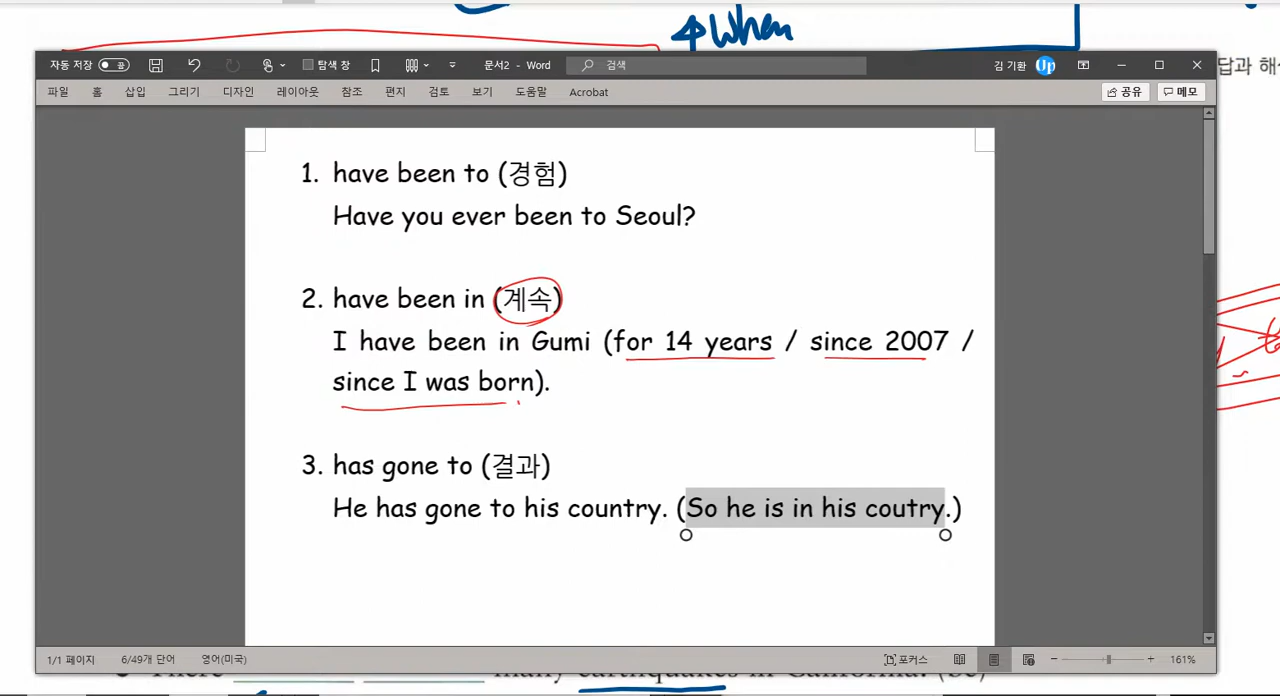 When
자동 저장 끔 탐색 창 문서2 - Word 검색 김 기환 Up
답과 해
파일 홈 삽입 그리기 디자인 레이아웃 참조 편지 검토 보기 도움말 Acrobat 공유 메모
1. have been to (경험)
Have you ever been to Seoul?
2. have been in (계속)
I have been in Gumi (for 14 years / since 2007 /
since I was born).
3. has gone to (결과)
He has gone to his country. (So he is in his coutry.)
1/1 페이지 6/49개 단어 영어(미국) 포커스 161%
There many earthquakes in California. (be)